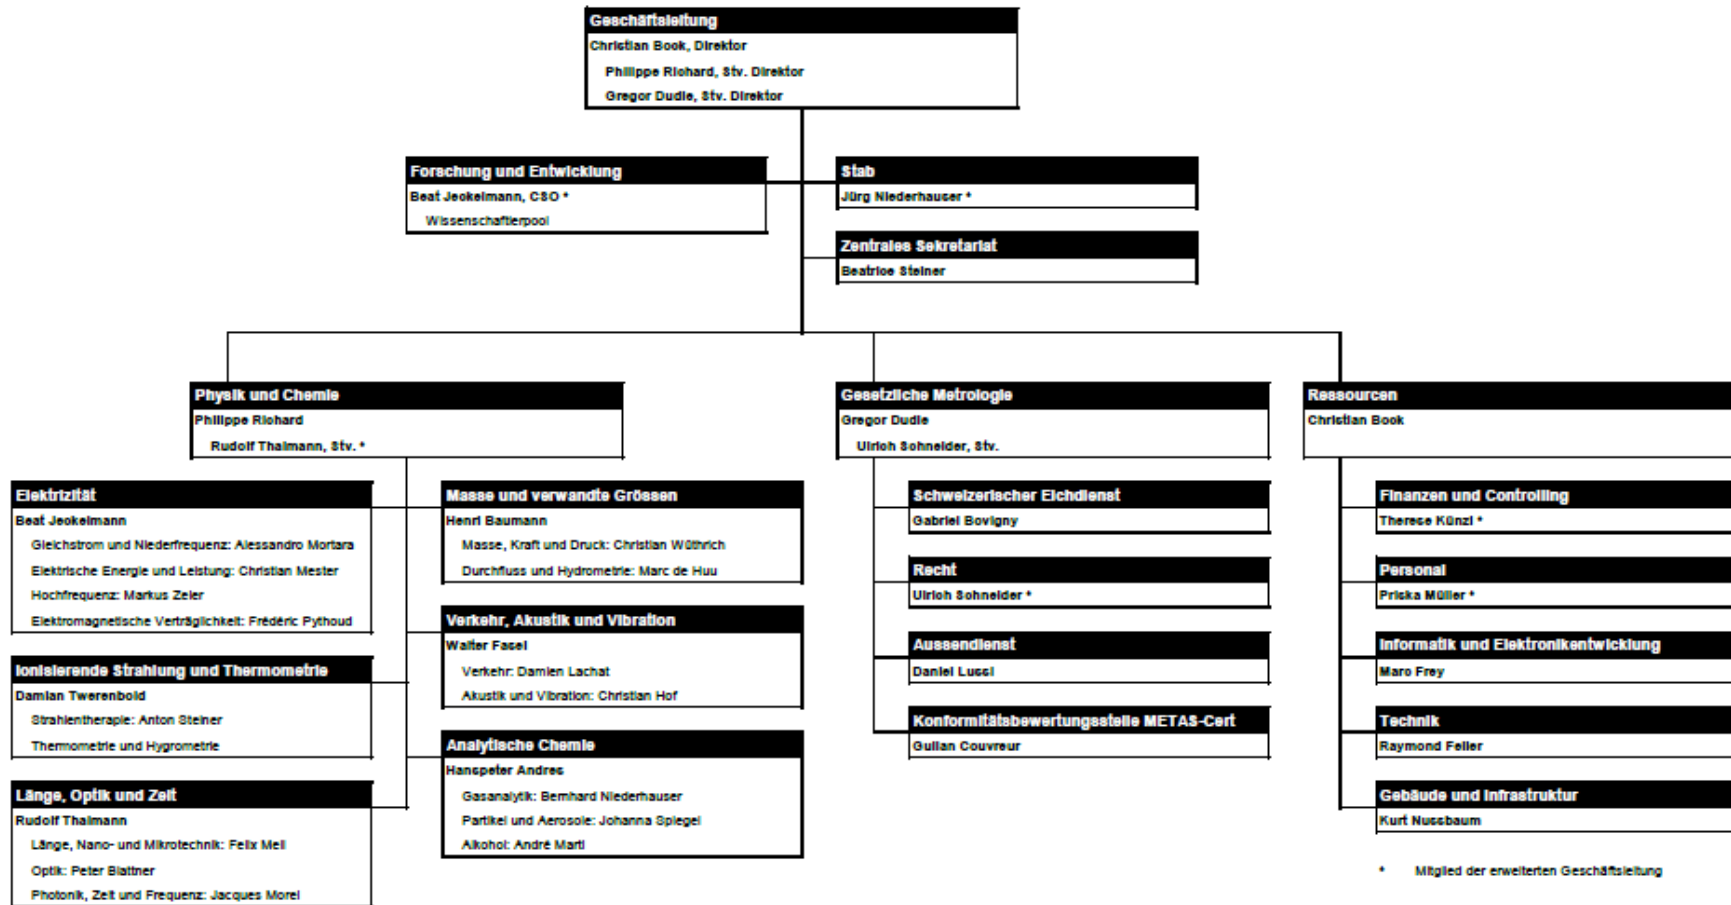 Geschäftsleitung
Christian Bock, Direktor
Philippe Richard, Stv. Direktor
Gregor Dudle, Stv. Direktor
Forschung und Entwicklung
Beat Jeckelmann, CSO *
Wissenschaftlerpool
Stab
Jürg Niederhauser *
Zentrales Sekretariat
Beatrice Steiner
Physik und Chemie
Philippe Richard
Rudolf Thalmann, Stv. *
Elektrizität
Beat Jeckelmann
Gleichstrom und Niederfrequenz: Alessandro Mortara
Elektrische Energie und Leistung: Christian Mester
Hochfrequenz: Markus Zeier
Elektromagnetische Verträglichkeit: Frédéric Pythoud
Ionisierende Strahlung und Thermometrie
Damian Twerenbold
Strahlentherapie: Anton Steiner
Thermometrie und Hygrometrie
Länge, Optik und Zeit
Rudolf Thalmann
Länge, Nano- und Mikrotechnik: Felix Meli
Optik: Peter Blattner
Photonik, Zeit und Frequenz: Jacques Morel
Masse und verwandte Grössen
Henri Baumann
Masse, Kraft und Druck: Christian Wüthrich
Durchfluss und Hydrometrie: Marc de Huu
Verkehr, Akustik und Vibration
Walter Fasel
Verkehr: Damien Lachat
Akustik und Vibration: Christian Hof
Analytische Chemie
Hanspeter Andres
Gasanalytik: Bernhard Niederhauser
Partikel und Aerosole: Johanna Spiegel
Alkohol: André Marti
Gesetzliche Metrologie
Gregor Dudle
Ulrich Schneider, Stv.
Schweizerischer Eichdienst
Gabriel Bovigny
Recht
Ulrich Schneider *
Aussendienst
Daniel Lussi
Konformitätsbewertungsstelle METAS-Cert
Gulian Couvreur
Ressourcen
Christian Bock
Finanzen und Controlling
Therese Künzi *
Personal
Priska Müller *
Informatik und Elektronikentwicklung
Marc Frey
Technik
Raymond Feller
Gebäude und Infrastruktur
Kurt Nussbaum
* Mitglied der erweiterten Geschäftsleitung